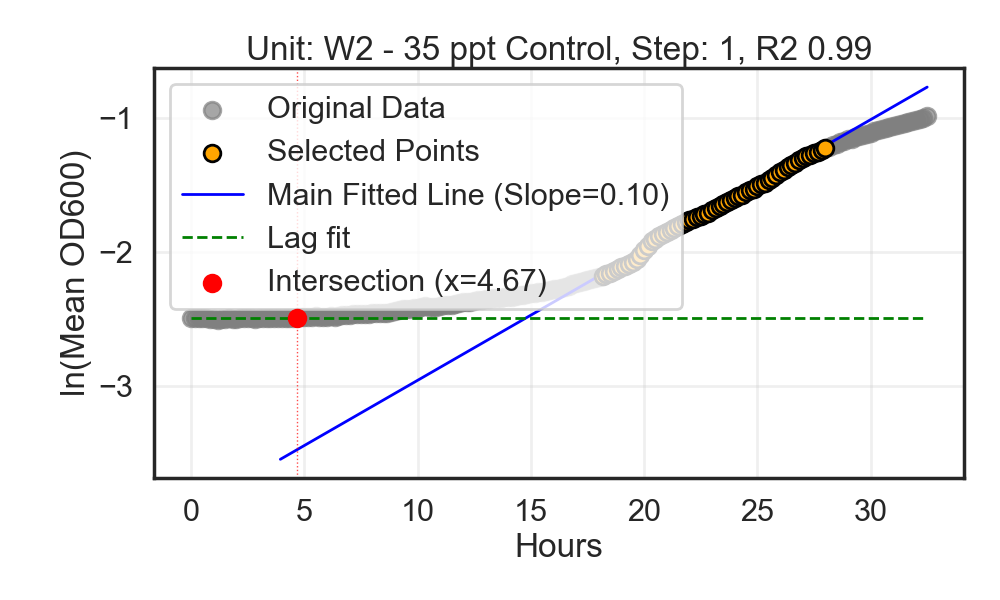 Unit: W2 - 35 ppt Control, Step: 1, R2 0.99
Original Data
Selected Points
Main Fitted Line (Slope=0.10)
Lag fit
Intersection (x=4.67)
ln(Mean OD600)
−1
−2
−3
0 5 10 15 20 25 30
Hours